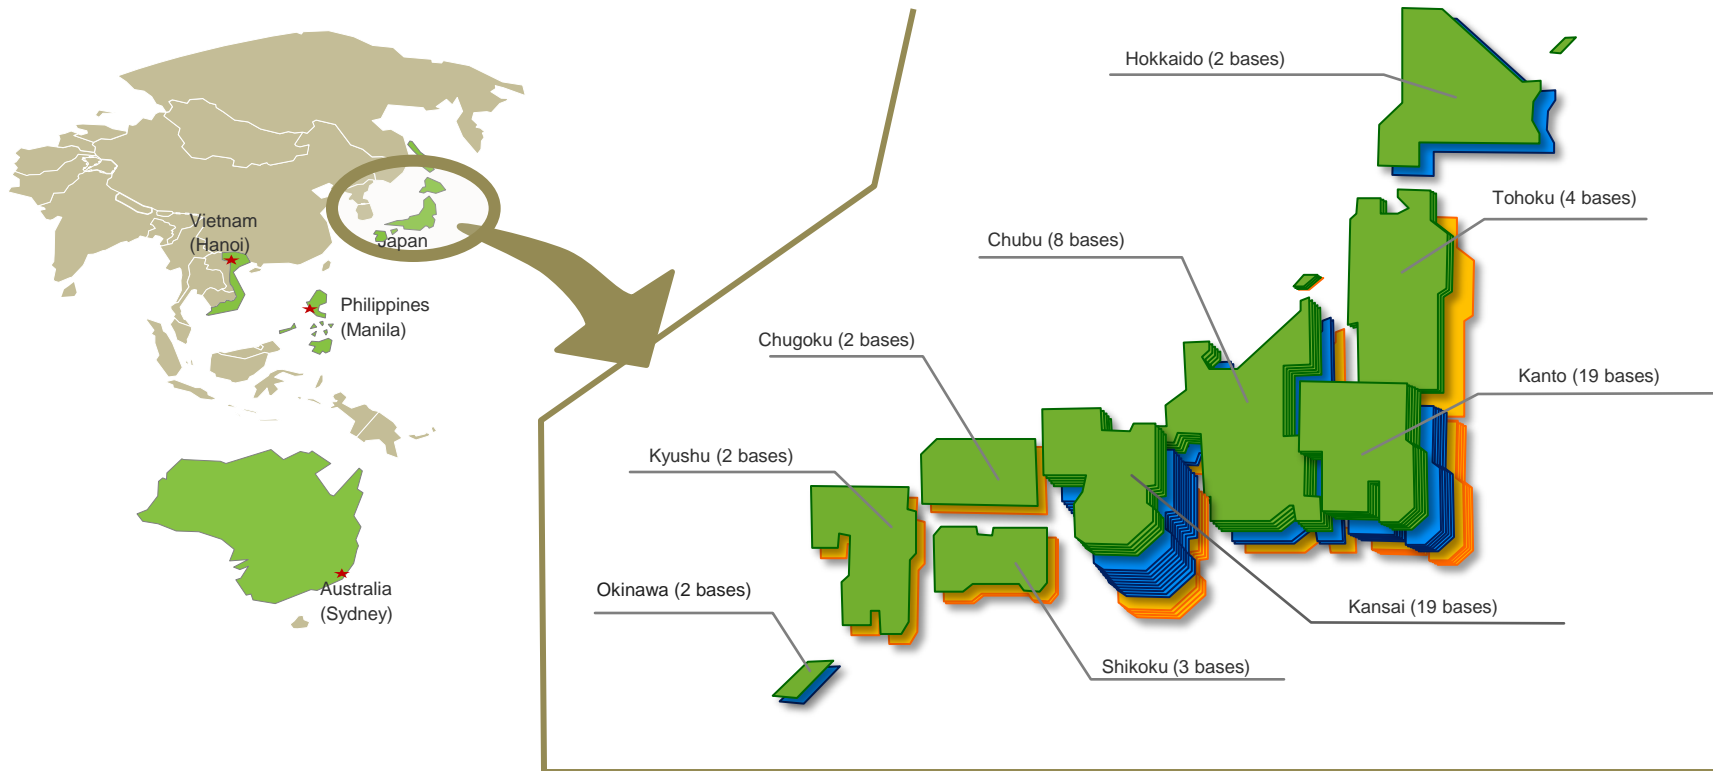 Vietnam
(Hanoi)
Japan
Philippines
(Manila)
Australia
(Sydney)
Hokkaido (2 bases)
Tohoku (4 bases)
Chubu (8 bases)
Chugoku (2 bases)
Kanto (19 bases)
Kyushu (2 bases)
Okinawa (2 bases)
Kansai (19 bases)
Shikoku (3 bases)